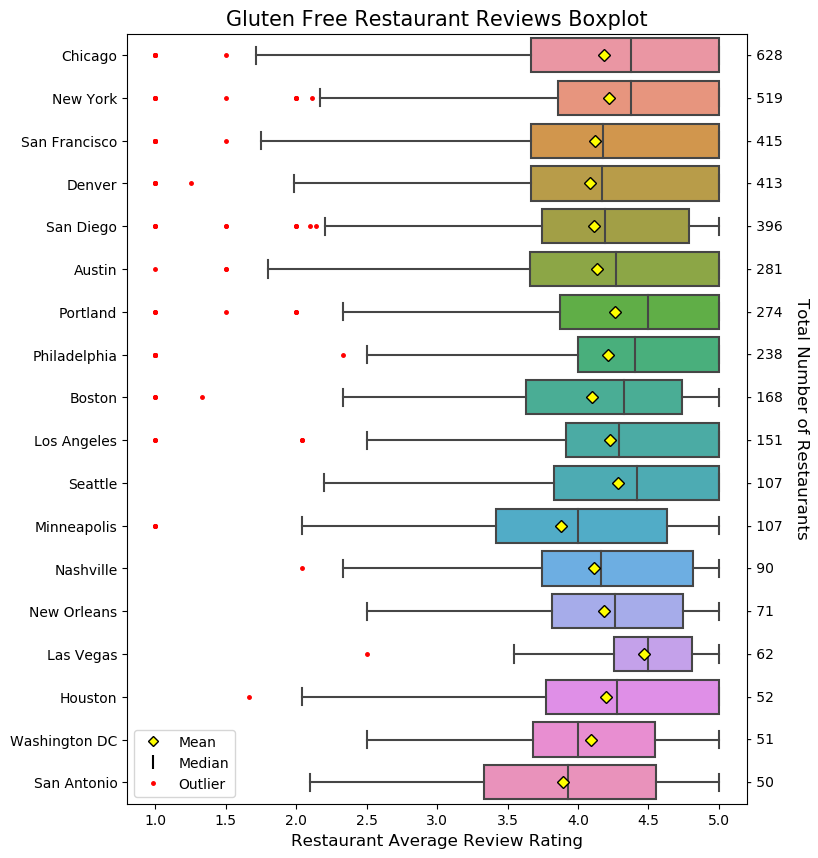 Gluten Free Restaurant Reviews Boxplot
Chicago 628
New York 519
San Francisco 415
Denver 413
San Diego 396
Austin 281
Portland 274
Philadelphia 238
Boston 168
Los Angeles 151
Seattle 107
Minneapolis 107
Nashville 90
New Orleans 71
Las Vegas 62
Houston 52
Washington DC 51
San Antonio 50
Total Number of Restaurants
Mean
Median
Outlier
1.0 1.5 2.0 2.5 3.0 3.5 4.0 4.5 5.0
Restaurant Average Review Rating